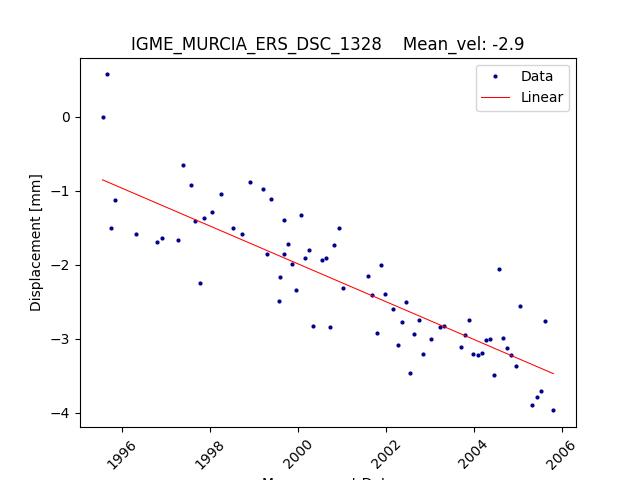 IGME_MURCIA_ERS_DSC_1328    Mean_vel: -2.9
Data
Linear
Displacement [mm]
0
−1
−2
−3
−4
1996
1998
2000
2002
2004
2006